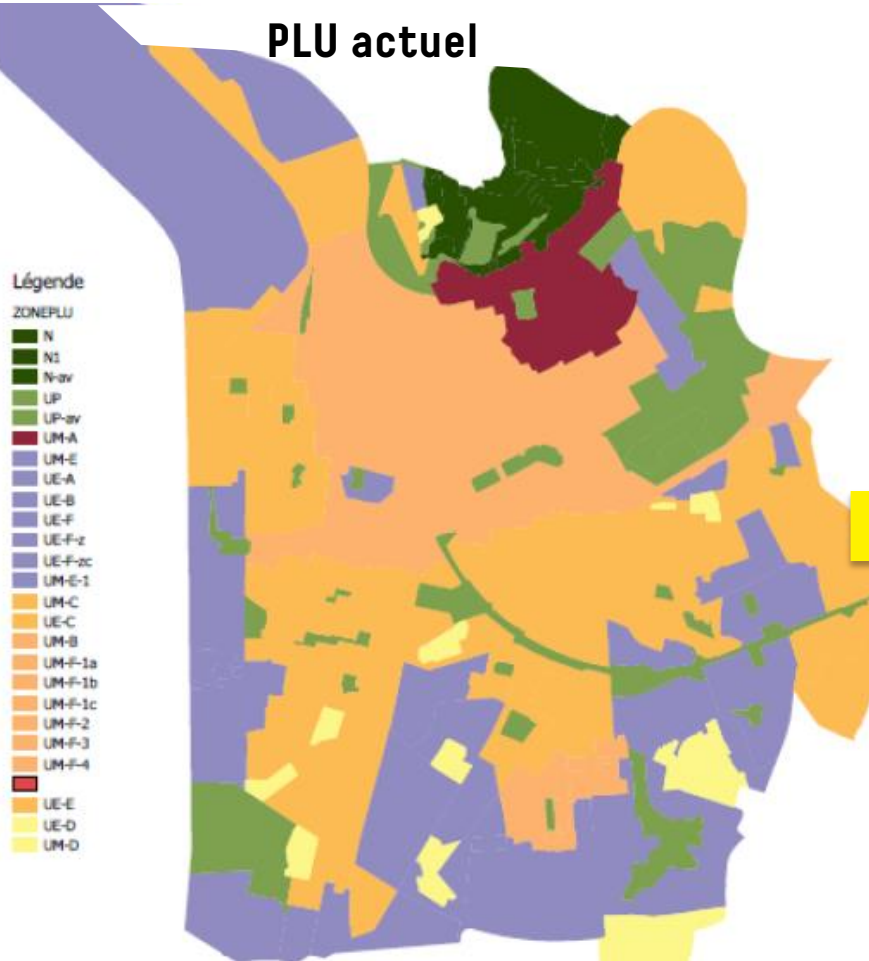 PLU actuel
Légende
ZONEPLU
N
N1
N-av
UP
UP-av
UM-A
UM-E
UE-A
UE-B
UE-F
UE-F-z
UE-F-zc
UM-E-1
UM-C
UE-C
UM-B
UM-F-1a
UM-F-1b
UM-F-1c
UM-F-2
UM-F-3
UM-F-4
UE-E
UE-D
UM-D